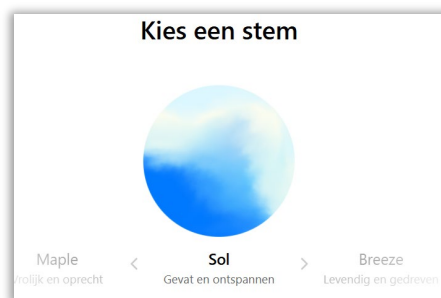 Kies een stem
Maple Sol Breeze
Vrolijk en oprecht Gevat en ontspannen Levendig en gedreven